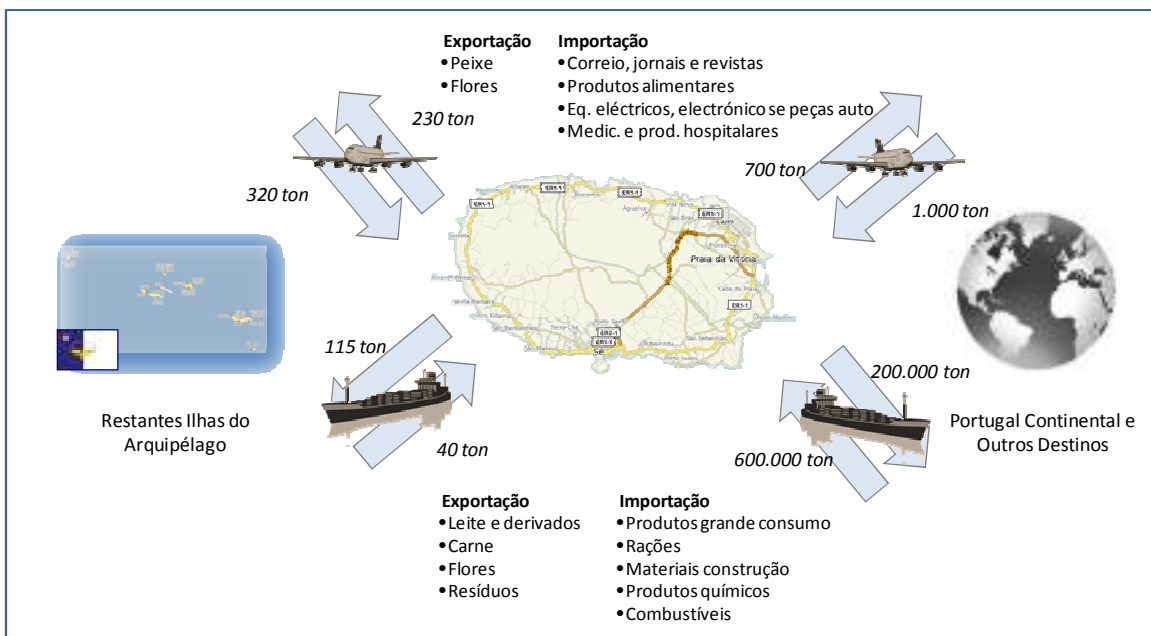 Exportação
•Peixe
•Flores
Importação
•Correio, jornais e revistas
•Produtos alimentares
•Eq. eléctricos, electrónico se peças auto
•Medic. e prod. hospitalares
230 ton
320 ton
700 ton
1.000 ton
Praia da Vitória
115 ton
40 ton
200.000 ton
600.000 ton
Restantes Ilhas do
Arquipélago
Portugal Continental e
Outros Destinos
Exportação
•Leite e derivados
•Carne
•Flores
•Resíduos
Importação
•Produtos grande consumo
•Rações
•Materiais construção
•Produtos químicos
•Combustíveis